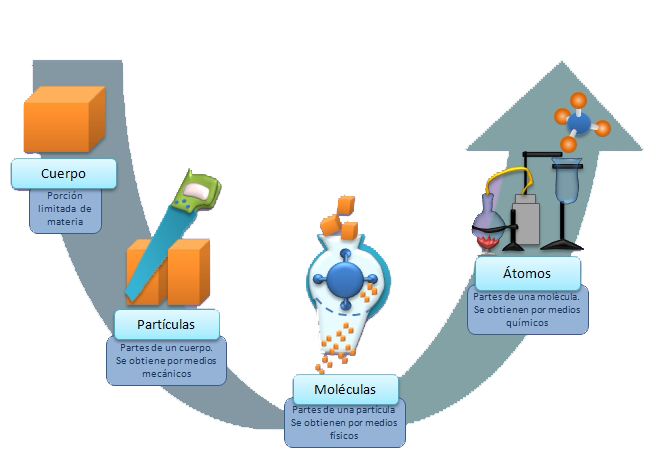 Cuerpo
Porción
limitada de
materia
Partículas
Partes de un cuerpo.
Se obtiene por medios
mecánicos
Moléculas
Partes de una partícula
Se obtienen por medios
físicos
Átomos
Partes de una molècula.
Se obtienen por medios
químicos